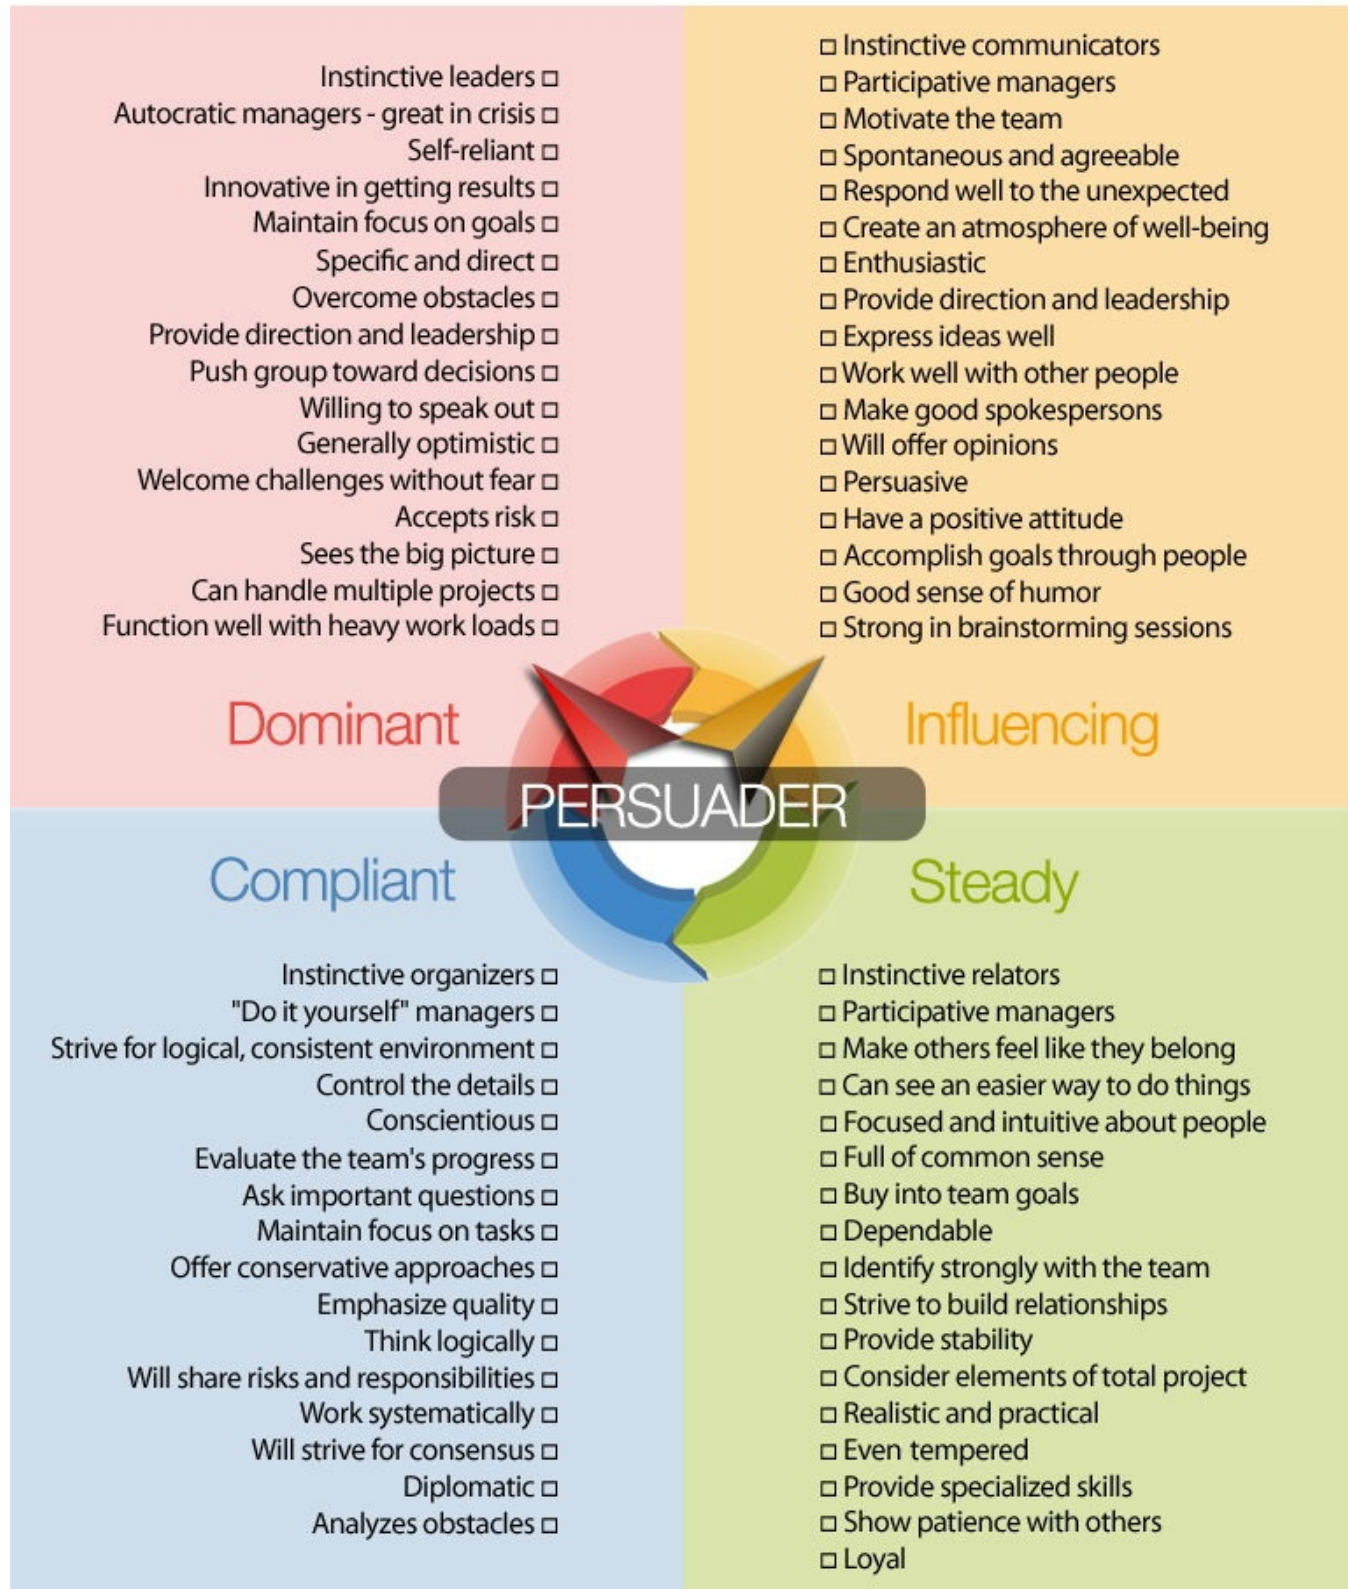 Instinctive leaders □
Autocratic managers - great in crisis □
Self-reliant □
Innovative in getting results □
Maintain focus on goals □
Specific and direct □
Overcome obstacles □
Provide direction and leadership □
Push group toward decisions □
Willing to speak out □
Generally optimistic □
Welcome challenges without fear □
Accepts risk □
Sees the big picture □
Can handle multiple projects □
Function well with heavy work loads □
Dominant
□ Instinctive communicators
□ Participative managers
□ Motivate the team
□ Spontaneous and agreeable
□ Respond well to the unexpected
□ Create an atmosphere of well-being
□ Enthusiastic
□ Provide direction and leadership
□ Express ideas well
□ Work well with other people
□ Make good spokespersons
□ Will offer opinions
□ Persuasive
□ Have a positive attitude
□ Accomplish goals through people
□ Good sense of humor
□ Strong in brainstorming sessions
Influencing
PERSUADER
Compliant
Instinctive organizers □
"Do it yourself" managers □
Strive for logical, consistent environment □
Control the details □
Conscientious □
Evaluate the team's progress □
Ask important questions □
Maintain focus on tasks □
Offer conservative approaches □
Emphasize quality □
Think logically □
Will share risks and responsibilities □
Work systematically □
Will strive for consensus □
Diplomatic □
Analyzes obstacles □
Steady
□ Instinctive relators
□ Participative managers
□ Make others feel like they belong
□ Can see an easier way to do things
□ Focused and intuitive about people
□ Full of common sense
□ Buy into team goals
□ Dependable
□ Identify strongly with the team
□ Strive to build relationships
□ Provide stability
□ Consider elements of total project
□ Realistic and practical
□ Even tempered
□ Provide specialized skills
□ Show patience with others
□ Loyal